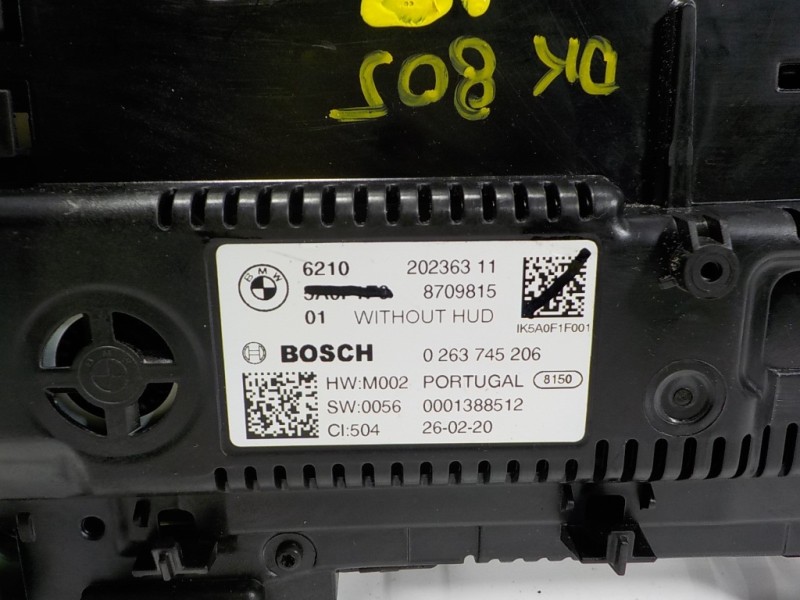 DK 802
BMW
6210 202363 11
8709815
01 WITHOUT HUD
IK5A0F1F001
BOSCH 0 263 745 206
HW:M002 PORTUGAL 8150
SW:0056 0001388512
CI:504 26-02-20